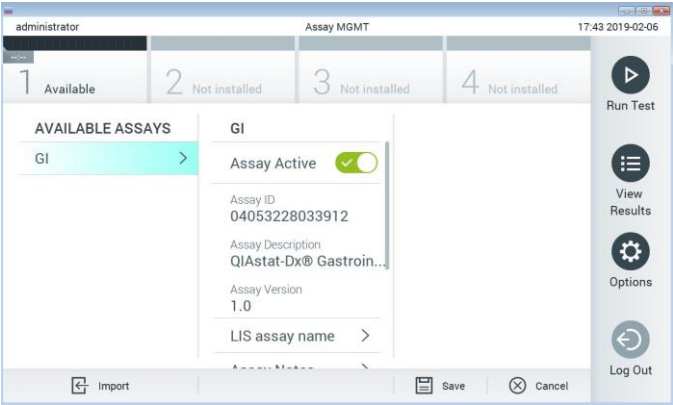 administrator Assay MGMT 17:43 2019-02-06
--:--
1 Available 2 Not installed 3 Not installed 4 Not installed
Run Test
AVAILABLE ASSAYS GI
GI > Assay Active
Assay ID
04053228033912
Assay Description
QIAstat-Dx® Gastroin...
Assay Version
1.0
LIS assay name >
Assay Notes
View
Results
Options
Log Out
Import Save Cancel